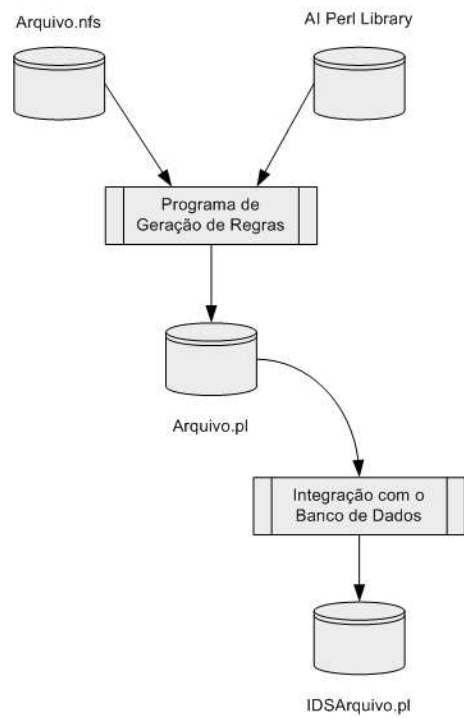 Arquivo.nfs
AI Perl Library
Programa de
Geração de Regras
Arquivo.pl
Integração com o
Banco de Dados
IDSArquivo.pl